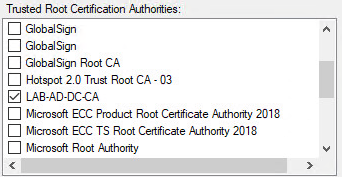 Trusted Root Certification Authorities:
GlobalSign
GlobalSign
GlobalSign Root CA
Hotspot 2.0 Trust Root CA - 03
LAB-AD-DC-CA
Microsoft ECC Product Root Certificate Authority 2018
Microsoft ECC TS Root Certificate Authority 2018
Microsoft Root Authority